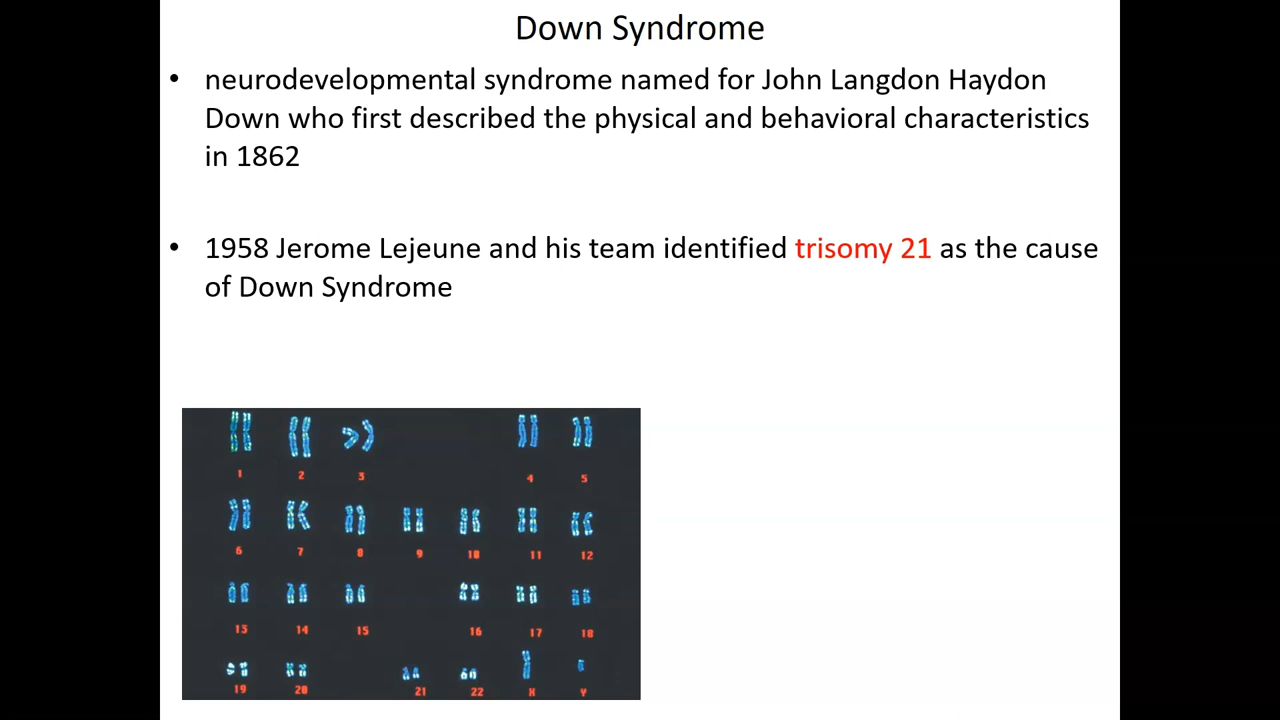 Down Syndrome
• neurodevelopmental syndrome named for John Langdon Haydon
Down who first described the physical and behavioral characteristics
in 1862
• 1958 Jerome Lejeune and his team identified trisomy 21 as the cause
of Down Syndrome
1 2 3 4 5
6 7 8 9 10 11 12
13 14 15 16 17 18
19 20 21 22 X Y